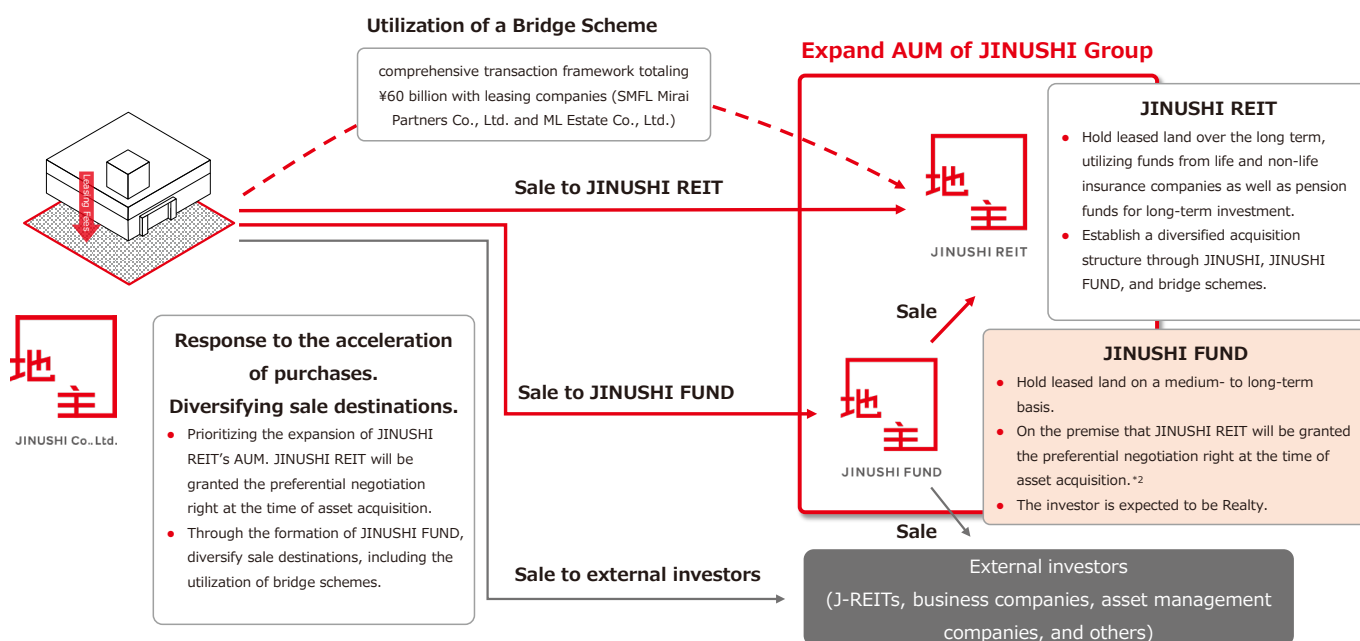 Utilization of a Bridge Scheme
comprehensive transaction framework totaling
¥60 billion with leasing companies (SMFL Mirai
Partners Co., Ltd. and ML Estate Co., Ltd.)
Expand AUM of JINUSHI Group
Leasing Fees
Sale to JINUSHI REIT
地主
JINUSHI REIT
JINUSHI REIT
● Hold leased land over the long term,
utilizing funds from life and non-life
insurance companies as well as pension
funds for long-term investment.
● Establish a diversified acquisition
structure through JINUSHI, JINUSHI
FUND, and bridge schemes.
地主
JINUSHI Co.,Ltd.
Response to the acceleration
of purchases.
Diversifying sale destinations.
● Prioritizing the expansion of JINUSHI
REIT’s AUM. JINUSHI REIT will be
granted the preferential negotiation
right at the time of asset acquisition.
● Through the formation of JINUSHI FUND,
diversify sale destinations, including the
utilization of bridge schemes.
Sale
Sale to JINUSHI FUND
地主
JINUSHI FUND
JINUSHI FUND
● Hold leased land on a medium- to long-term
basis.
● On the premise that JINUSHI REIT will be granted
the preferential negotiation right at the time of
asset acquisition.*2
● The investor is expected to be Realty.
Sale
Sale to external investors
External investors
(J-REITs, business companies, asset management
companies, and others)